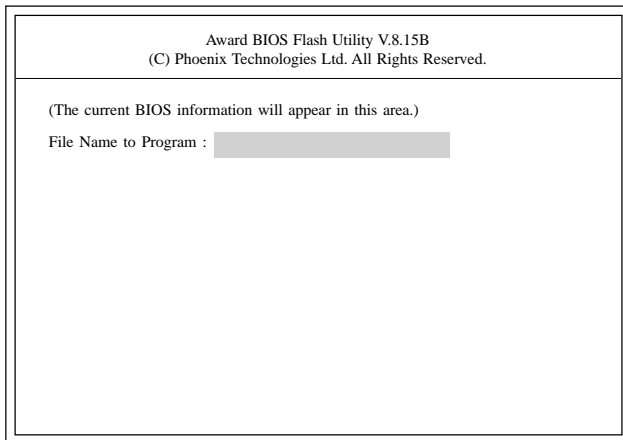 Award BIOS Flash Utility V.8.15B
(C) Phoenix Technologies Ltd. All Rights Reserved.
(The current BIOS information will appear in this area.)
File Name to Program :